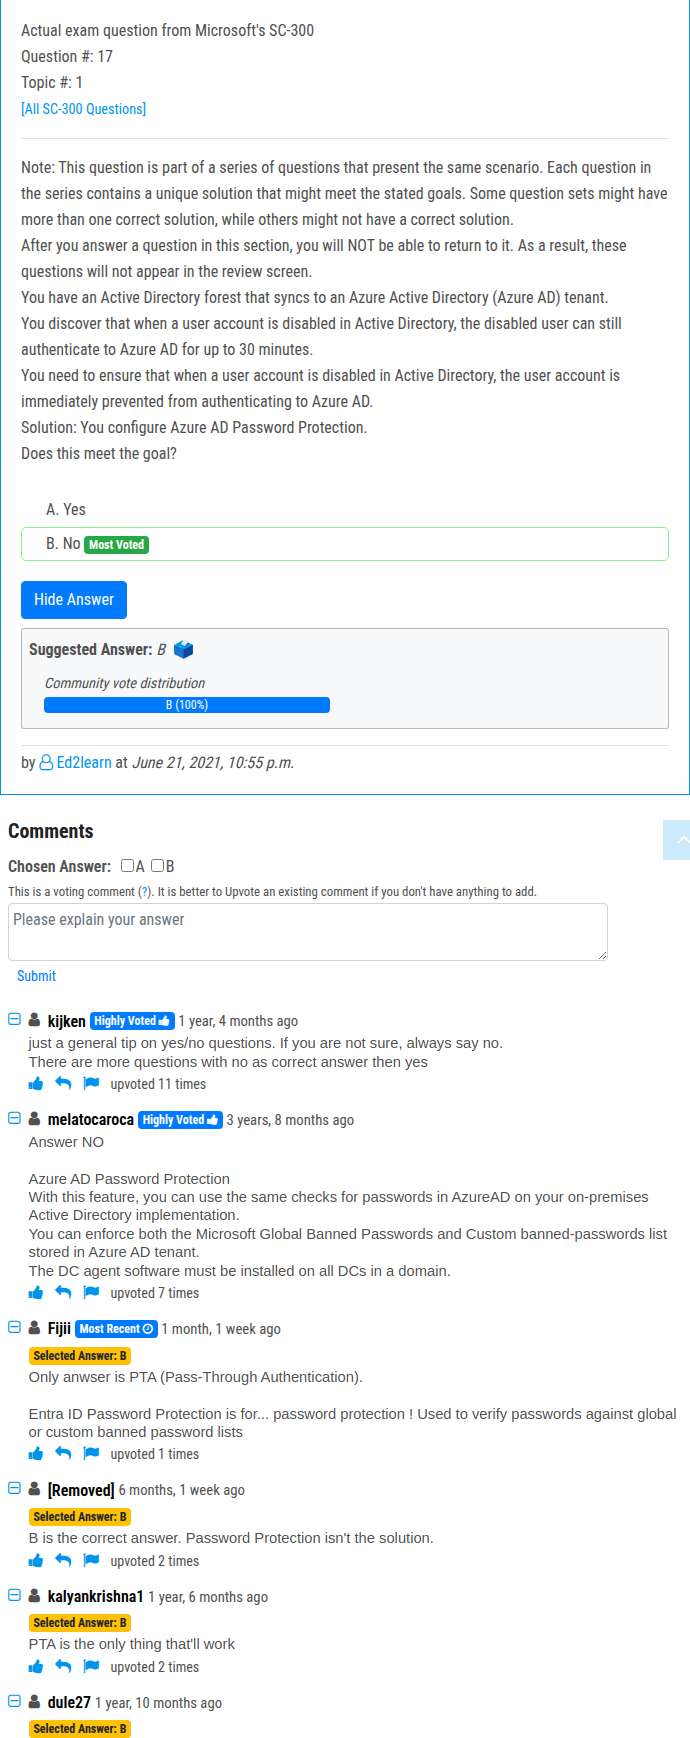 Actual exam question from Microsoft's SC-300
Question #: 17
Topic #: 1
[All SC-300 Questions]
Note: This question is part of a series of questions that present the same scenario. Each question in
the series contains a unique solution that might meet the stated goals. Some question sets might have
more than one correct solution, while others might not have a correct solution.
After you answer a question in this section, you will NOT be able to return to it. As a result, these
questions will not appear in the review screen.
You have an Active Directory forest that syncs to an Azure Active Directory (Azure AD) tenant.
You discover that when a user account is disabled in Active Directory, the disabled user can still
authenticate to Azure AD for up to 30 minutes.
You need to ensure that when a user account is disabled in Active Directory, the user account is
immediately prevented from authenticating to Azure AD.
Solution: You configure Azure AD Password Protection.
Does this meet the goal?
A. Yes
B. No Most Voted
Hide Answer
Suggested Answer: B
Community vote distribution
B (100%)
by Ed2learn at June 21, 2021, 10:55 p.m.
Comments
Chosen Answer: A B
This is a voting comment (?). It is better to Upvote an existing comment if you don't have anything to add.
Please explain your answer
Submit
kijken Highly Voted 1 year, 4 months ago
just a general tip on yes/no questions. If you are not sure, always say no.
There are more questions with no as correct answer then yes
upvoted 11 times
melatocaroca Highly Voted 3 years, 8 months ago
Answer NO
Azure AD Password Protection
With this feature, you can use the same checks for passwords in AzureAD on your on-premises
Active Directory implementation.
You can enforce both the Microsoft Global Banned Passwords and Custom banned-passwords list
stored in Azure AD tenant.
The DC agent software must be installed on all DCs in a domain.
upvoted 7 times
Fijii Most Recent 1 month, 1 week ago
Selected Answer: B
Only anwser is PTA (Pass-Through Authentication).
Entra ID Password Protection is for... password protection ! Used to verify passwords against global
or custom banned password lists
upvoted 1 times
[Removed] 6 months, 1 week ago
Selected Answer: B
B is the correct answer. Password Protection isn't the solution.
upvoted 2 times
kalyankrishna1 1 year, 6 months ago
Selected Answer: B
PTA is the only thing that'll work
upvoted 2 times
dule27 1 year, 10 months ago
Selected Answer: B